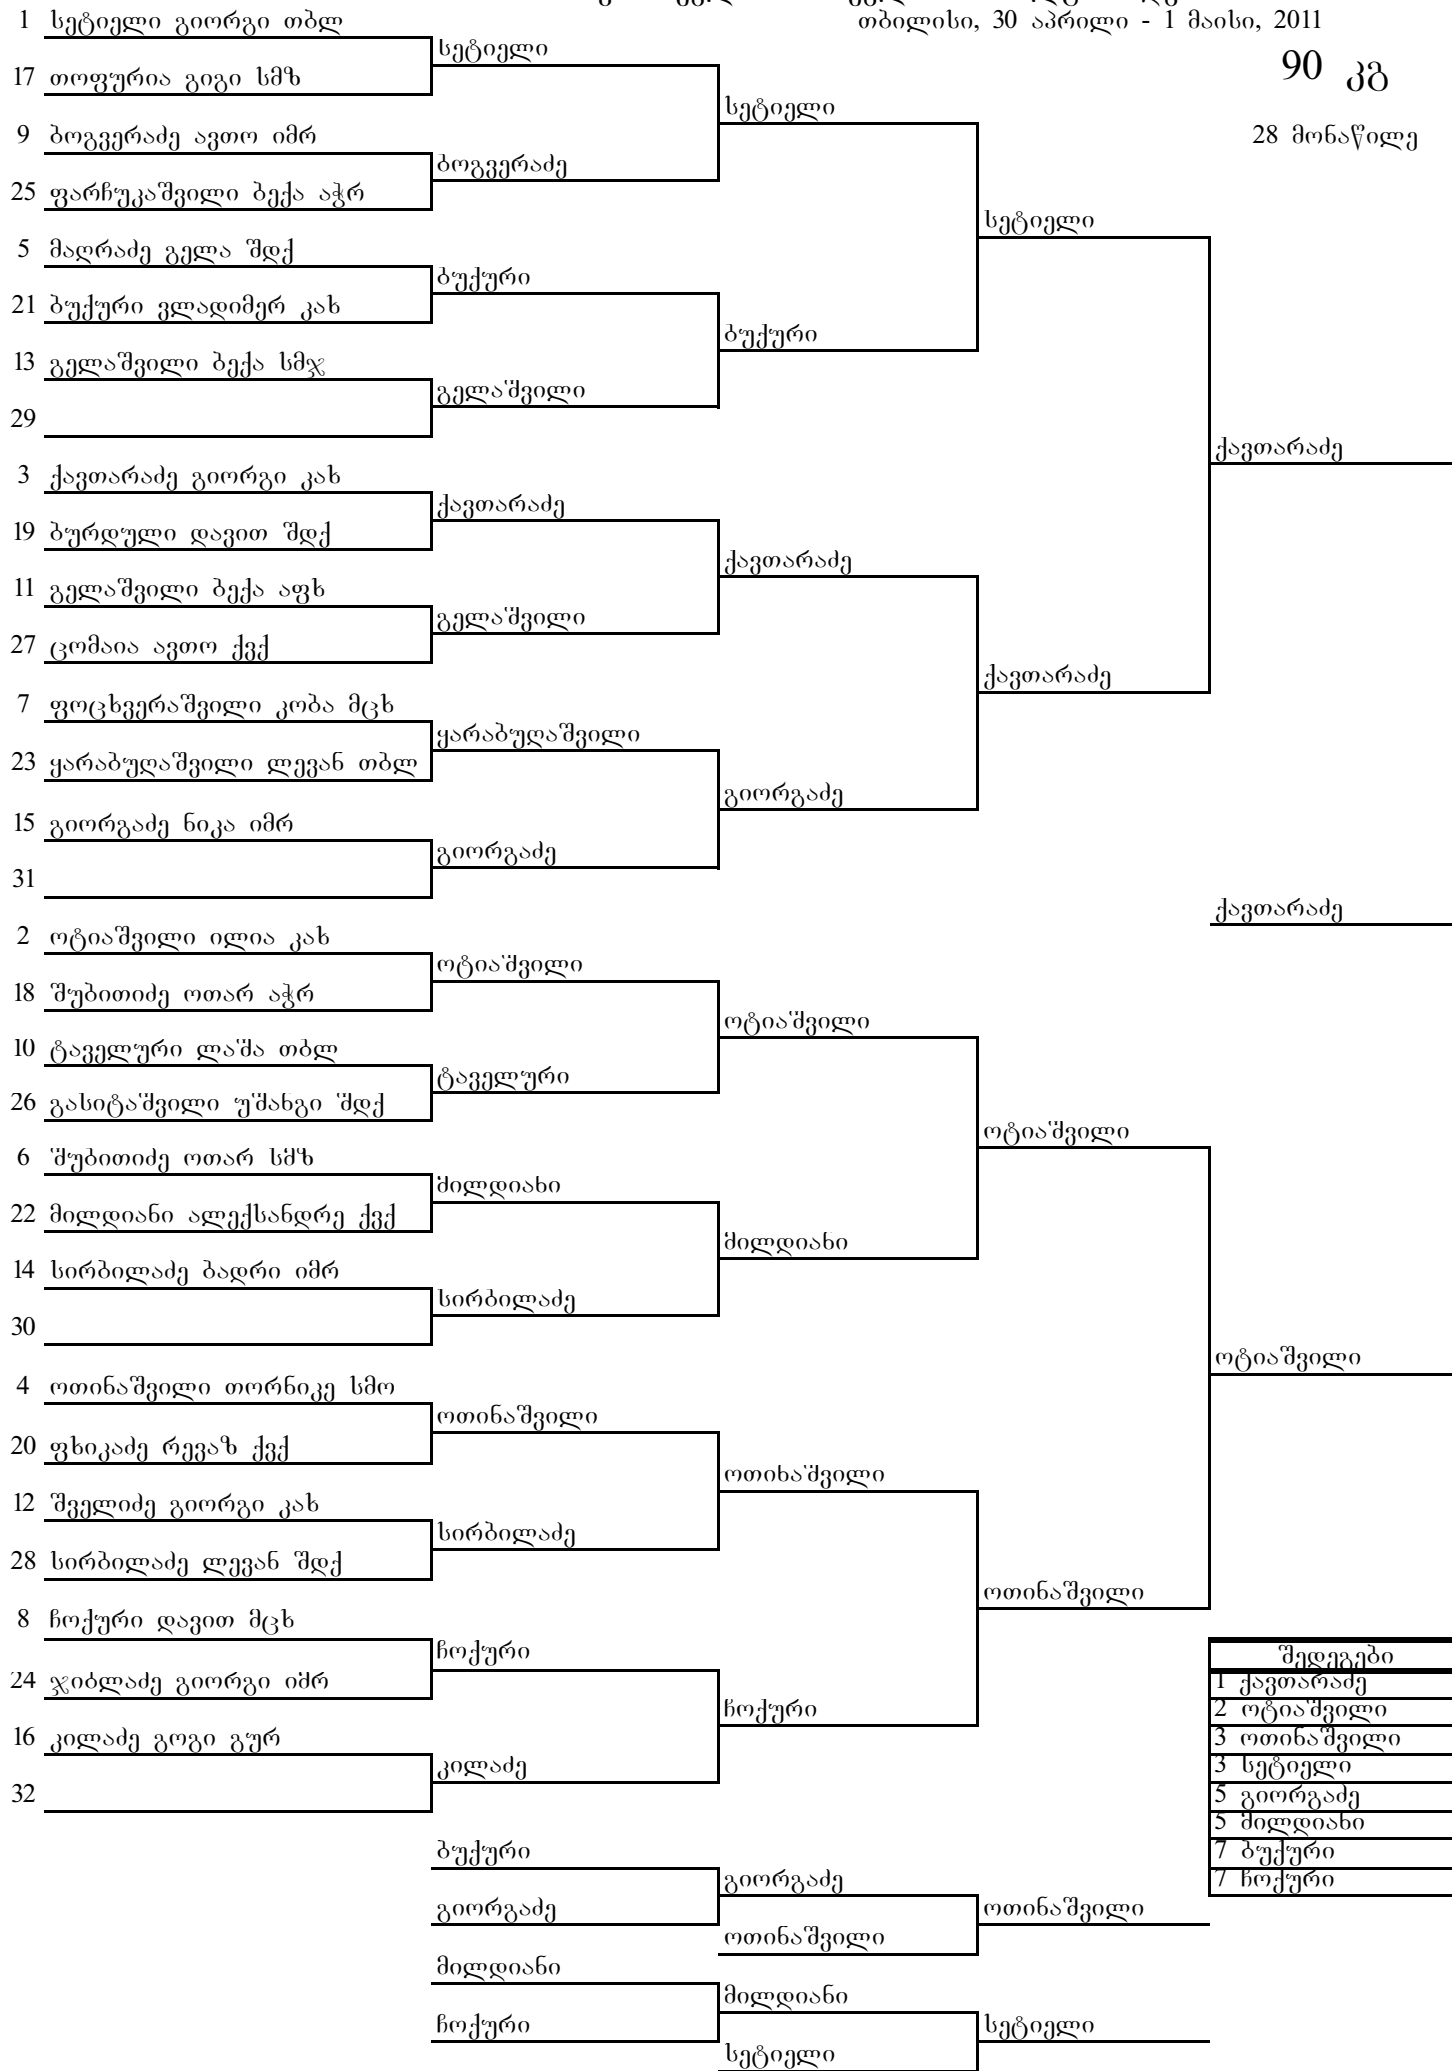 თბილისი, 30 აპრილი - 1 მაისი, 2011
90 კგ
28 მონაწილე
1 სეტიელი გიორგი თბლ
17 თოფურია გიგი სმზ
9 ბოგვერაძე ავთო იმრ
25 ფარჩუკაშვილი ბექა აჭრ
5 მაღრაძე გელა შდქ
21 ბუქური ვლადიმერ კახ
13 გელაშვილი ბექა სმჯ
29
3 ქავთარაძე გიორგი კახ
19 ბურდული დავით შდქ
11 გელაშვილი ბექა აფხ
27 ცომაია ავთო ქვქ
7 ფოცხვერაშვილი კობა მცხ
23 ყარაბუღაშვილი ლევან თბლ
15 გიორგაძე ნიკა იმრ
31
2 ოტიაშვილი ილია კახ
18 შუბითიძე ოთარ აჭრ
10 ტაველური ლაშა თბლ
26 გასიტაშვილი უშანგი შდქ
6 შუბითიძე ოთარ სმზ
22 მილდიანი ალექსანდრე ქვქ
14 სირბილაძე ბადრი იმრ
30
4 ოთინაშვილი თორნიკე სმო
20 ფხიკაძე რევაზ ქვქ
12 შველიძე გიორგი კახ
28 სირბილაძე ლევან შდქ
8 ჩოქური დავით მცხ
24 ჯიბლაძე გიორგი იმრ
16 კილაძე გოგი გურ
32
სეტიელი
ბოგვერაძე
ბუქური
გელაშვილი
ქავთარაძე
გელაშვილი
ყარაბუღაშვილი
გიორგაძე
ოტიაშვილი
ტაველური
მილდიანი
სირბილაძე
ოთინაშვილი
სირბილაძე
ჩოქური
კილაძე
სეტიელი
ბუქური
ქავთარაძე
გიორგაძე
ოტიაშვილი
მილდიანი
ოთინაშვილი
ჩოქური
სეტიელი
ქავთარაძე
ოტიაშვილი
ოთინაშვილი
ქავთარაძე
ქავთარაძე
ოტიაშვილი
შედეგები
1 ქავთარაძე
2 ოტიაშვილი
3 ოთინაშვილი
3 სეტიელი
5 გიორგაძე
5 მილდიანი
7 ბუქური
7 ჩოქური
ბუქური
გიორგაძე
მილდიანი
ჩოქური
გიორგაძე
ოთინაშვილი
მილდიანი
სეტიელი
ოთინაშვილი
სეტიელი